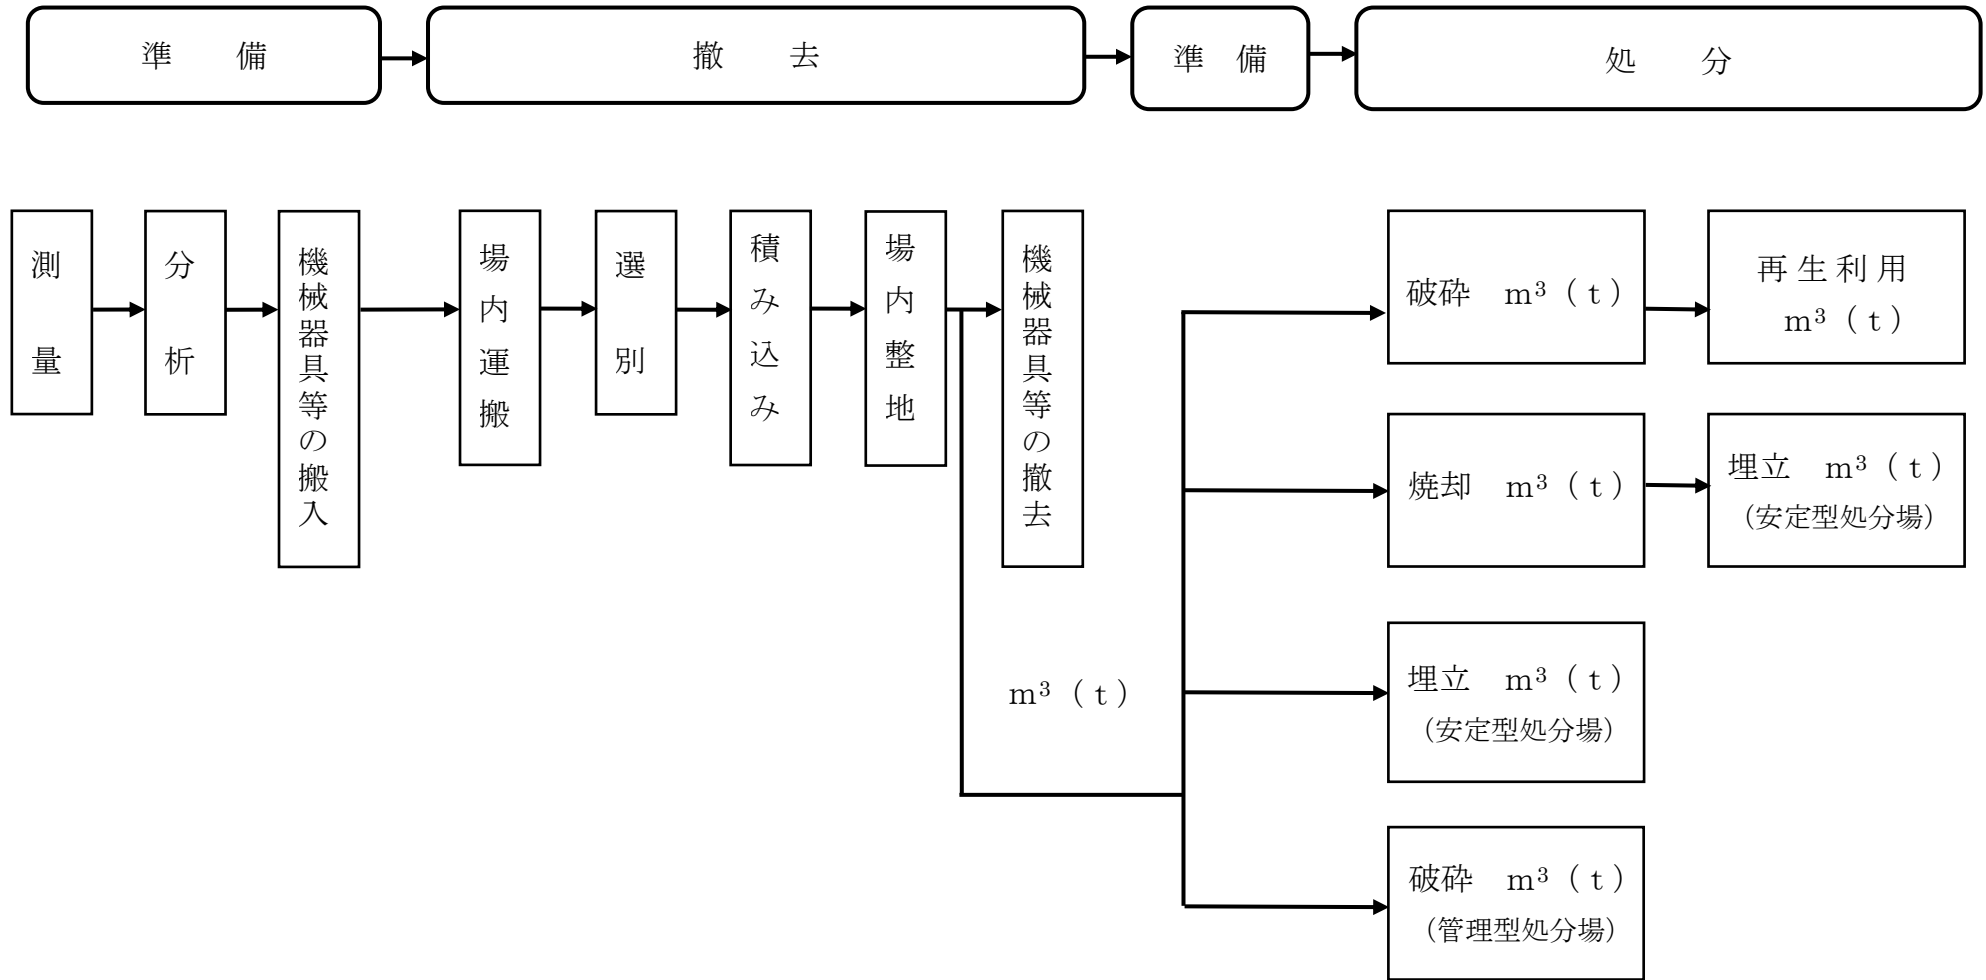 準　備
撤　去
準　備
処　分
測量
分析
機械器具等の搬入
場内運搬
選別
積み込み
場内整地
機械器具等の撤去
破砕　m³（t）
再生利用
m³（t）
焼却　m³（t）
埋立　m³（t）
（安定型処分場）
m³（t）
埋立　m³（t）
（安定型処分場）
破砕　m³（t）
（管理型処分場）